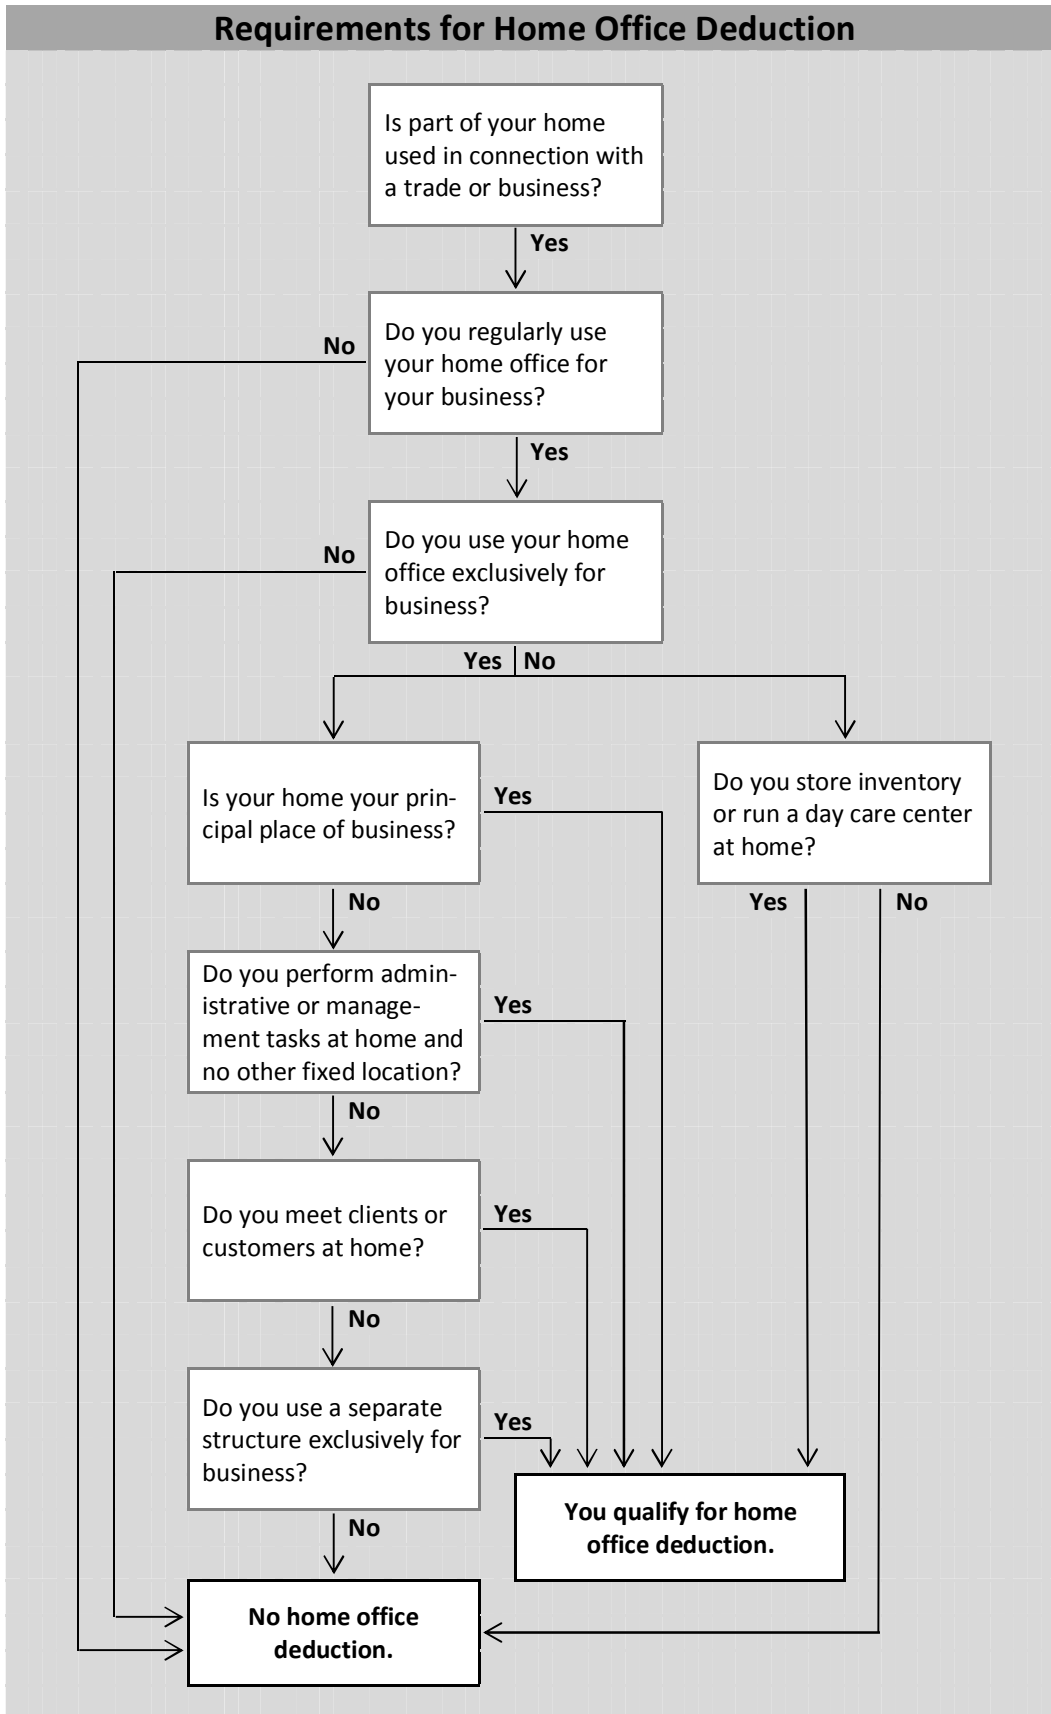 Requirements for Home Office Deduction
Is part of your home
used in connection with
a trade or business?
Yes
No
Do you regularly use
your home office for
your business?
Yes
No
Do you use your home
office exclusively for
business?
Yes
No
Is your home your prin-
cipal place of business?
Yes
Do you store inventory
or run a day care center
at home?
No
Yes
No
Do you perform admin-
istrative or manage-
ment tasks at home and
no other fixed location?
Yes
No
Do you meet clients or
customers at home?
Yes
No
Do you use a separate
structure exclusively for
business?
Yes
You qualify for home
office deduction.
No
No home office
deduction.